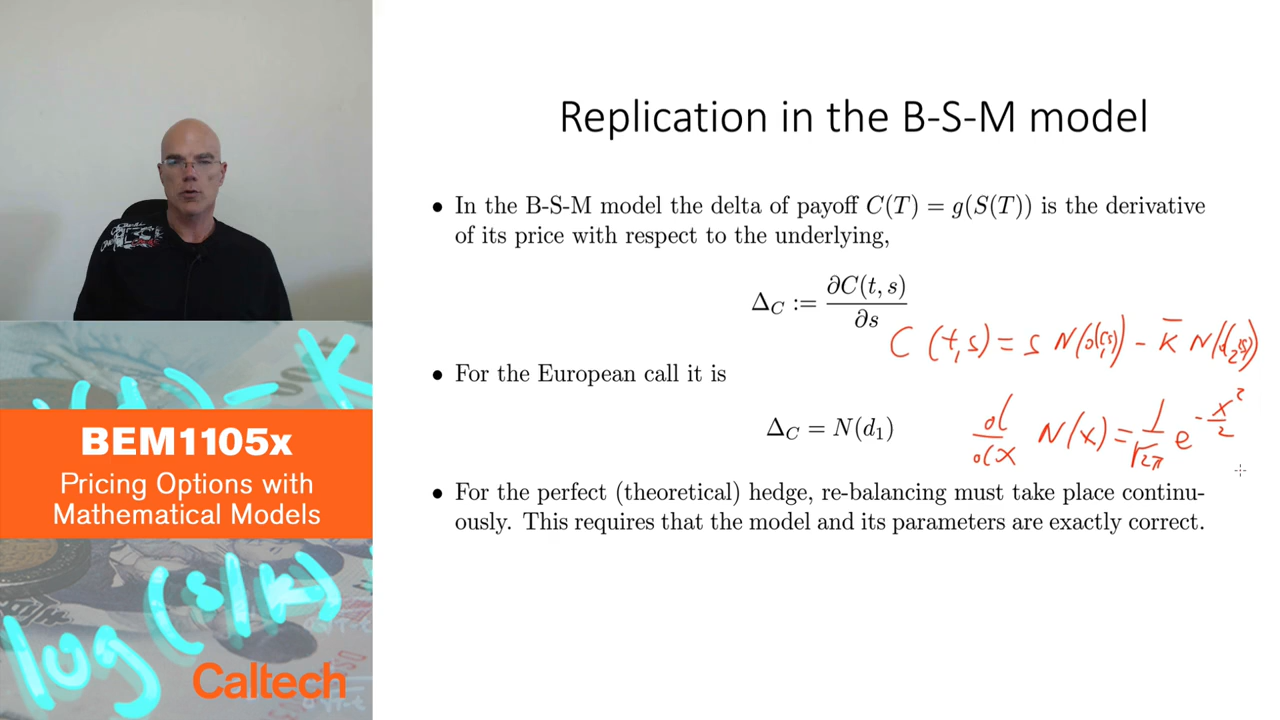 Replication in the B-S-M model
• In the B-S-M model the delta of payoff C(T) = g(S(T)) is the derivative
of its price with respect to the underlying,
Δ_C := ∂C(t, s) / ∂s
C (t,s) = s N(d₁(s)) - K̄ N(d₂(s))
• For the European call it is
Δ_C = N(d₁)
d/dx N(x) = 1/√2π e^(-x²/2)
• For the perfect (theoretical) hedge, re-balancing must take place continu-
ously. This requires that the model and its parameters are exactly correct.
BEM1105x
Pricing Options with
Mathematical Models
log (s/k)
Caltech